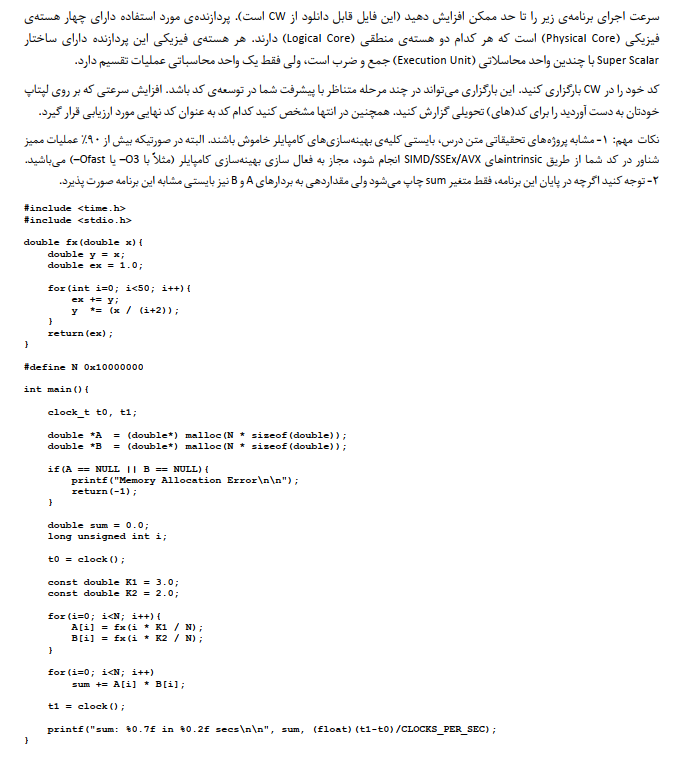 سرعت اجرای برنامه‌ی زیر را تا حد ممکن افزایش دهید (این فایل قابل دانلود از CW است). پردازنده‌ی مورد استفاده دارای چهار هسته‌ی
فیزیکی (Physical Core) است که هر کدام دو هسته‌ی منطقی (Logical Core) دارند. هر هسته‌ی فیزیکی این پردازنده دارای ساختار
Super Scalar با چندین واحد محاسلاتی (Execution Unit) جمع و ضرب است، ولی فقط یک واحد محاسباتی عملیات تقسیم دارد.
کد خود را در CW بارگزاری کنید. این بارگزاری می‌تواند در چند مرحله متناظر با پیشرفت شما در توسعه‌ی کد باشد. افزایش سرعتی که بر روی لپتاپ
خودتان به دست آوردید را برای کد(های) تحویلی گزارش کنید. همچنین در انتها مشخص کنید کدام کد به عنوان کد نهایی مورد ارزیابی قرار گیرد.
نکات مهم: ۱- مشابه پروژه‌های تحقیقاتی متن درس، بایستی کلیه‌ی بهینه‌سازی‌های کامپایلر خاموش باشند. البته در صورتیکه بیش از ۹۰٪ عملیات ممیز
شناور در کد شما از طریق intrinsicهای SIMD/SSEx/AVX انجام شود، مجاز به فعال سازی بهینه‌سازی کامپایلر (مثلاً با O3– یا Ofast–) می‌باشید.
۲- توجه کنید اگرچه در پایان این برنامه، فقط متغیر sum چاپ می‌شود ولی مقداردهی به بردارهای A و B نیز بایستی مشابه این برنامه صورت پذیرد.
#include <time.h>
#include <stdio.h>
double fx(double x){
double y = x;
double ex = 1.0;
for(int i=0; i<50; i++){
ex += y;
y *= (x / (i+2));
}
return(ex);
}
#define N 0x10000000
int main(){
clock_t t0, t1;
double *A = (double*) malloc(N * sizeof(double));
double *B = (double*) malloc(N * sizeof(double));
if(A == NULL || B == NULL){
printf("Memory Allocation Error\n\n");
return(-1);
}
double sum = 0.0;
long unsigned int i;
t0 = clock();
const double K1 = 3.0;
const double K2 = 2.0;
for(i=0; i<N; i++){
A[i] = fx(i * K1 / N);
B[i] = fx(i * K2 / N);
}
for(i=0; i<N; i++)
sum += A[i] * B[i];
t1 = clock();
printf("sum: %0.7f in %0.2f secs\n\n", sum, (float)(t1-t0)/CLOCKS_PER_SEC);
}